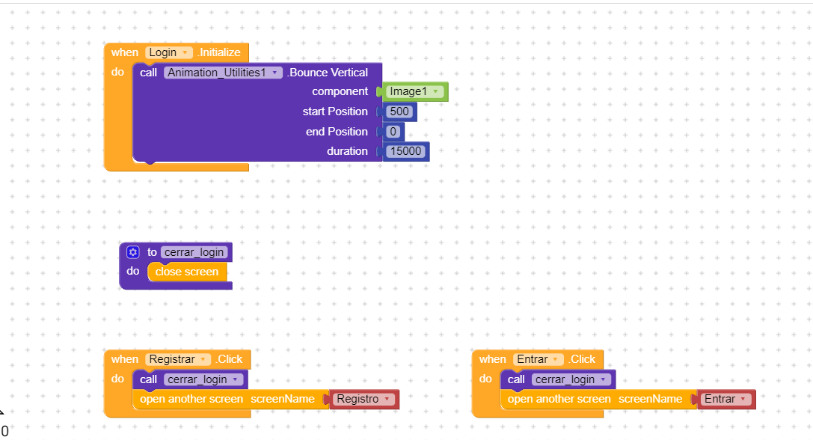 when Login .Initialize
do call Animation_Utilities1 .Bounce Vertical
component Image1
start Position 500
end Position 0
duration 15000
to cerrar_login
do close screen
when Registrar .Click
do call cerrar_login
open another screen screenName Registro
when Entrar .Click
do call cerrar_login
open another screen screenName Entrar
0